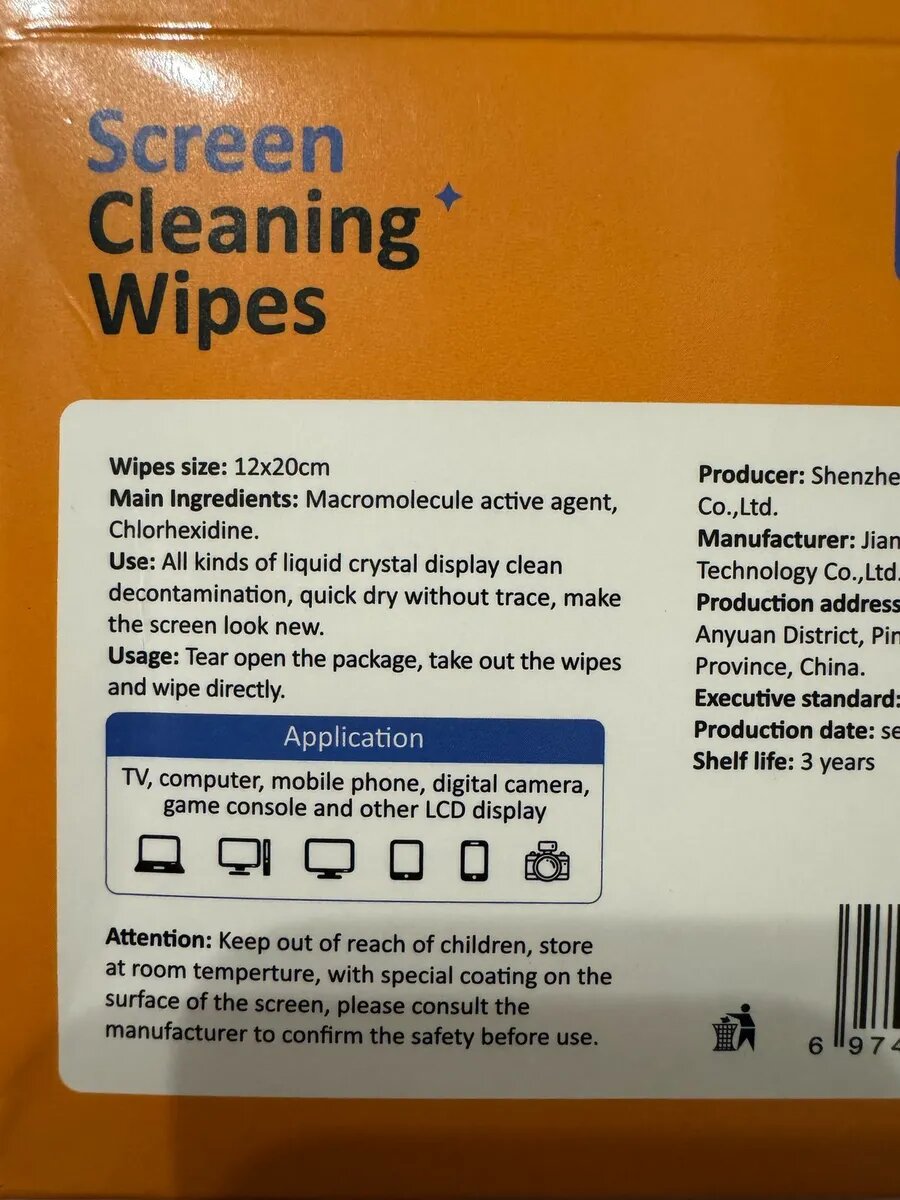 Screen
Cleaning
Wipes
Wipes size: 12x20cm
Main Ingredients: Macromolecule active agent,
Chlorhexidine.
Use: All kinds of liquid crystal display clean
decontamination, quick dry without trace, make
the screen look new.
Usage: Tear open the package, take out the wipes
and wipe directly.
Application
TV, computer, mobile phone, digital camera,
game console and other LCD display
Attention: Keep out of reach of children, store
at room temperture, with special coating on the
surface of the screen, please consult the
manufacturer to confirm the safety before use.
Producer:
Co.,Ltd.
Manufacturer:
Technology Co.,Ltd.
Production address
Anyuan District,
Province, China.
Executive standard:
Production date:
Shelf life: 3 years
6 974